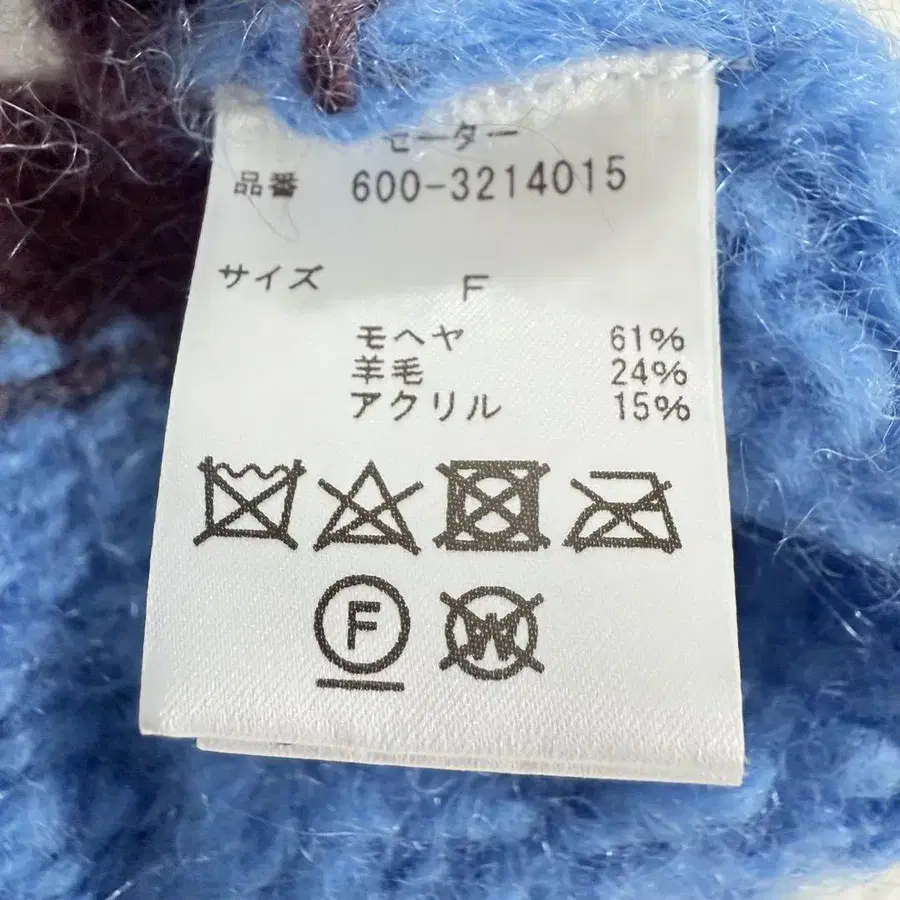 セーター
品番 600-3214015
サイズ F
モヘヤ 61%
羊毛 24%
アクリル 15%
F W